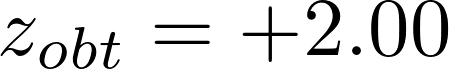 z_{obt} = +2.00